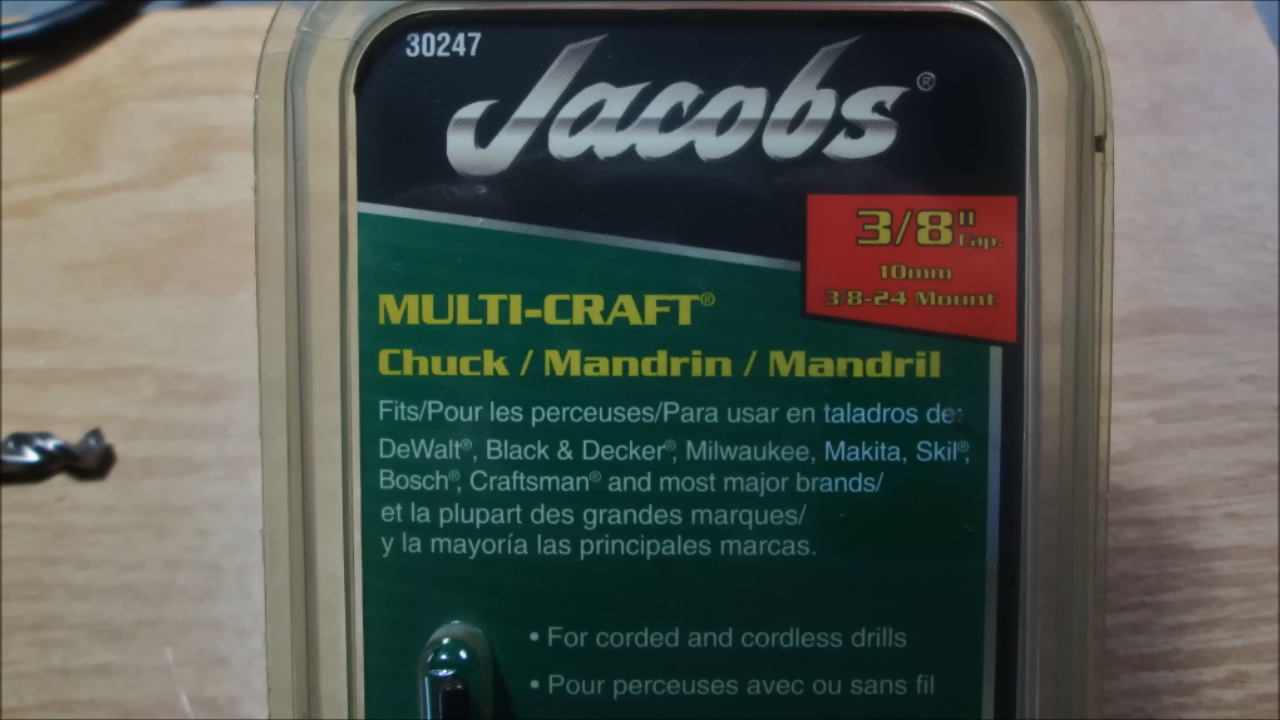 30247
Jacobs®
3/8" Cap.
10mm
3/8-24 Mount
MULTI-CRAFT®
Chuck / Mandrin / Mandril
Fits/Pour les perceuses/Para usar en taladros de:
DeWalt®, Black & Decker®, Milwaukee, Makita, Skil®,
Bosch®, Craftsman® and most major brands/
et la plupart des grandes marques/
y la mayoría las principales marcas.
• For corded and cordless drills
• Pour perceuses avec ou sans fil